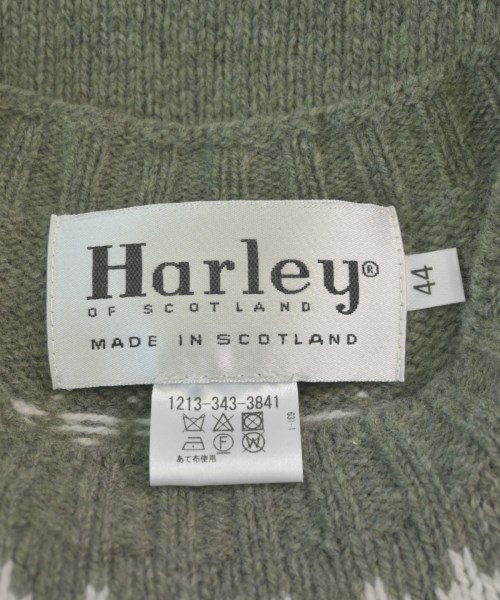 Harley®
OF SCOTLAND
MADE IN SCOTLAND
44
1213-343-3841
F W
あて布使用